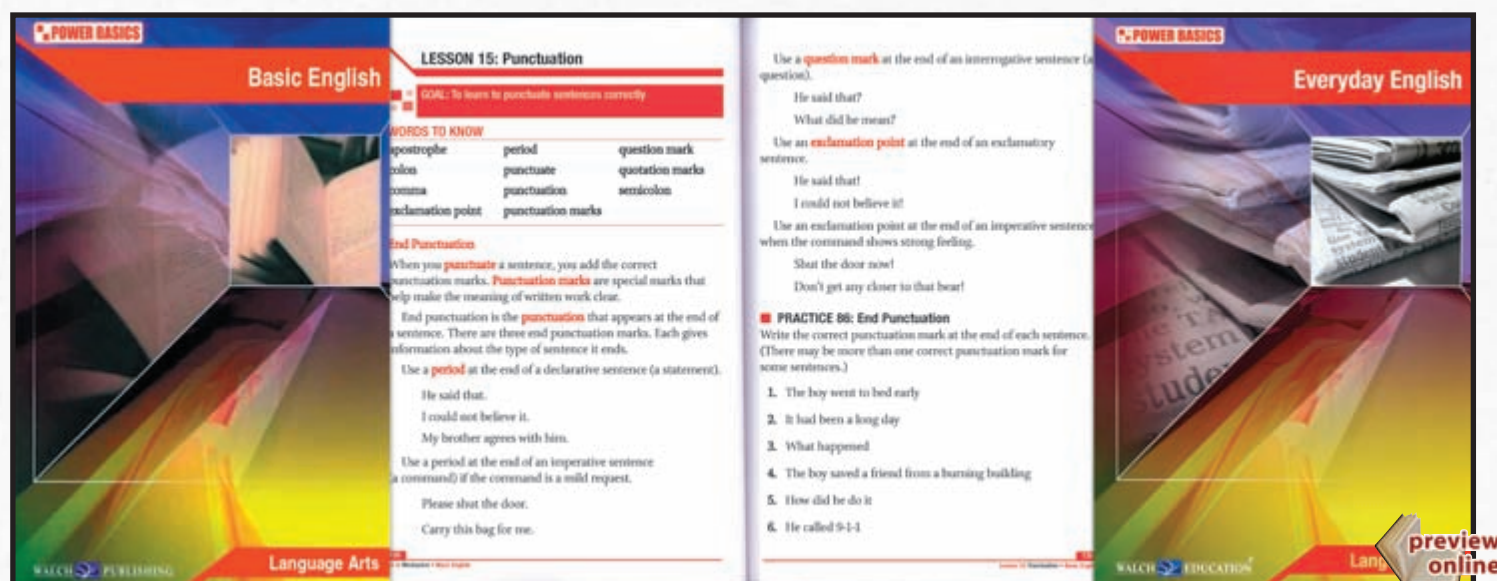 POWER BASICS
Basic English
WALCH PUBLISHING
Language Arts
LESSON 15: Punctuation
GOAL: To learn to punctuate sentences correctly
WORDS TO KNOW
apostrophe period question mark
colon punctuate quotation marks
comma punctuation semicolon
exclamation point punctuation marks
End Punctuation
When you punctuate a sentence, you add the correct
punctuation marks. Punctuation marks are special marks that
help make the meaning of written work clear.
End punctuation is the punctuation that appears at the end of
a sentence. There are three end punctuation marks. Each gives
information about the type of sentence it ends.
Use a period at the end of a declarative sentence (a statement).
He said that.
I could not believe it.
My brother agrees with him.
Use a period at the end of an imperative sentence
(a command) if the command is a mild request.
Please shut the door.
Carry this bag for me.
Use a question mark at the end of an interrogative sentence (a
question).
He said that?
What did he mean?
Use an exclamation point at the end of an exclamatory
sentence.
He said that!
I could not believe it!
Use an exclamation point at the end of an imperative sentence
when the command shows strong feeling.
Shut the door now!
Don't get any closer to that bear!
PRACTICE 86: End Punctuation
Write the correct punctuation mark at the end of each sentence.
(There may be more than one correct punctuation mark for
some sentences.)
1. The boy went to bed early
2. It had been a long day
3. What happened
4. The boy saved a friend from a burning building
5. How did he do it
6. He called 9-1-1
POWER BASICS
Everyday English
WALCH EDUCATION
Lang
preview
online